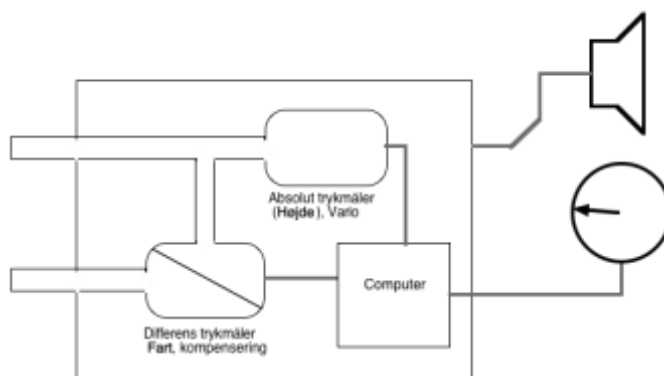 Absolut trykmåler
(Højde), Vario
Computer
Differens trykmåler
Fart, kompensering